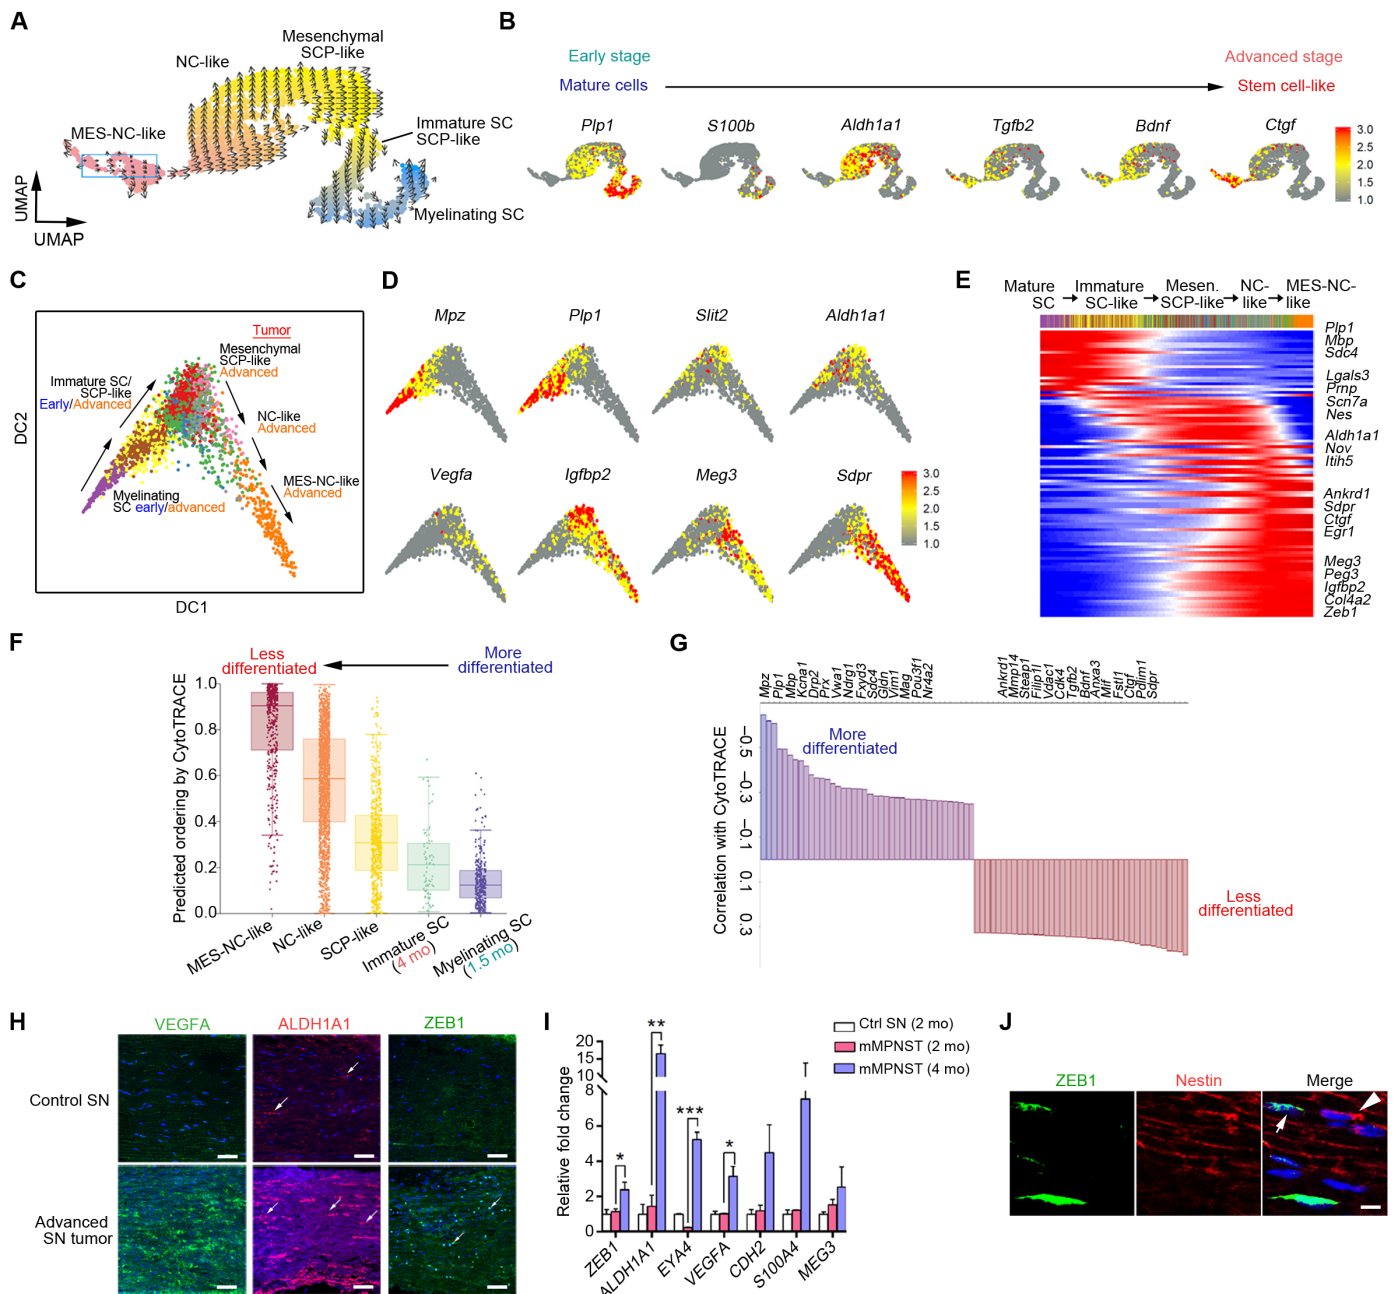 A
Mesenchymal
SCP-like
NC-like
MES-NC-like
Immature SC
SCP-like
Myelinating SC
UMAP
UMAP
B
Early stage
Advanced stage
Mature cells
Stem cell-like
Plp1 S100b Aldh1a1 Tgfb2 Bdnf Ctgf
3.0
2.5
2.0
1.5
1.0
C
Tumor
Mesenchymal
SCP-like
Advanced
Immature SC/
SCP-like
Early/Advanced
NC-like
Advanced
MES-NC-like
Advanced
Myelinating
SC early/advanced
DC2
DC1
D
Mpz Plp1 Slit2 Aldh1a1
Vegfa Igfbp2 Meg3 Sdpr
3.0
2.5
2.0
1.5
1.0
E
Mature
SC
Immature
SC-like
Mesen.
SCP-like
NC-
like
MES-NC-
like
Plp1
Mbp
Sdc4
Lgals3
Prnp
Scn7a
Nes
Aldh1a1
Nov
Itih5
Ankrd1
Sdpr
Ctgf
Egr1
Meg3
Peg3
Igfbp2
Col4a2
Zeb1
F
Less
differentiated
More
differentiated
Predicted ordering by CytoTRACE
1.0
0.8
0.6
0.4
0.2
0.0
MES-NC-like
NC-like
SCP-like
Immature SC
(4 mo)
Myelinating SC
(1.5 mo)
G
Mpz
Plp1
Mbp
Kcna1
Drp2
Prx
Vwa1
Ndrg1
Fxyd3
Sdc4
Gldn
Vim1
Mag
Pou3f1
Nr4a2
Ankrd1
Mmp14
Steap1
Filip1l
Vdac1
Cdk4
Tgfb2
Bdnf
Anxa3
Mif
Fstl1
Ctgf
Pdlim1
Sdpr
More
differentiated
Less
differentiated
Correlation with CytoTRACE
−0.5
−0.3
−0.1
0.1
0.3
H
VEGFA ALDH1A1 ZEB1
Control SN
Advanced
SN tumor
I
Ctrl SN (2 mo)
mMPNST (2 mo)
mMPNST (4 mo)
Relative fold change
20
15
10
8
6
4
2
0
*
**
***
*
ZEB1
ALDH1A1
EYA4
VEGFA
CDH2
S100A4
MEG3
J
ZEB1 Nestin Merge